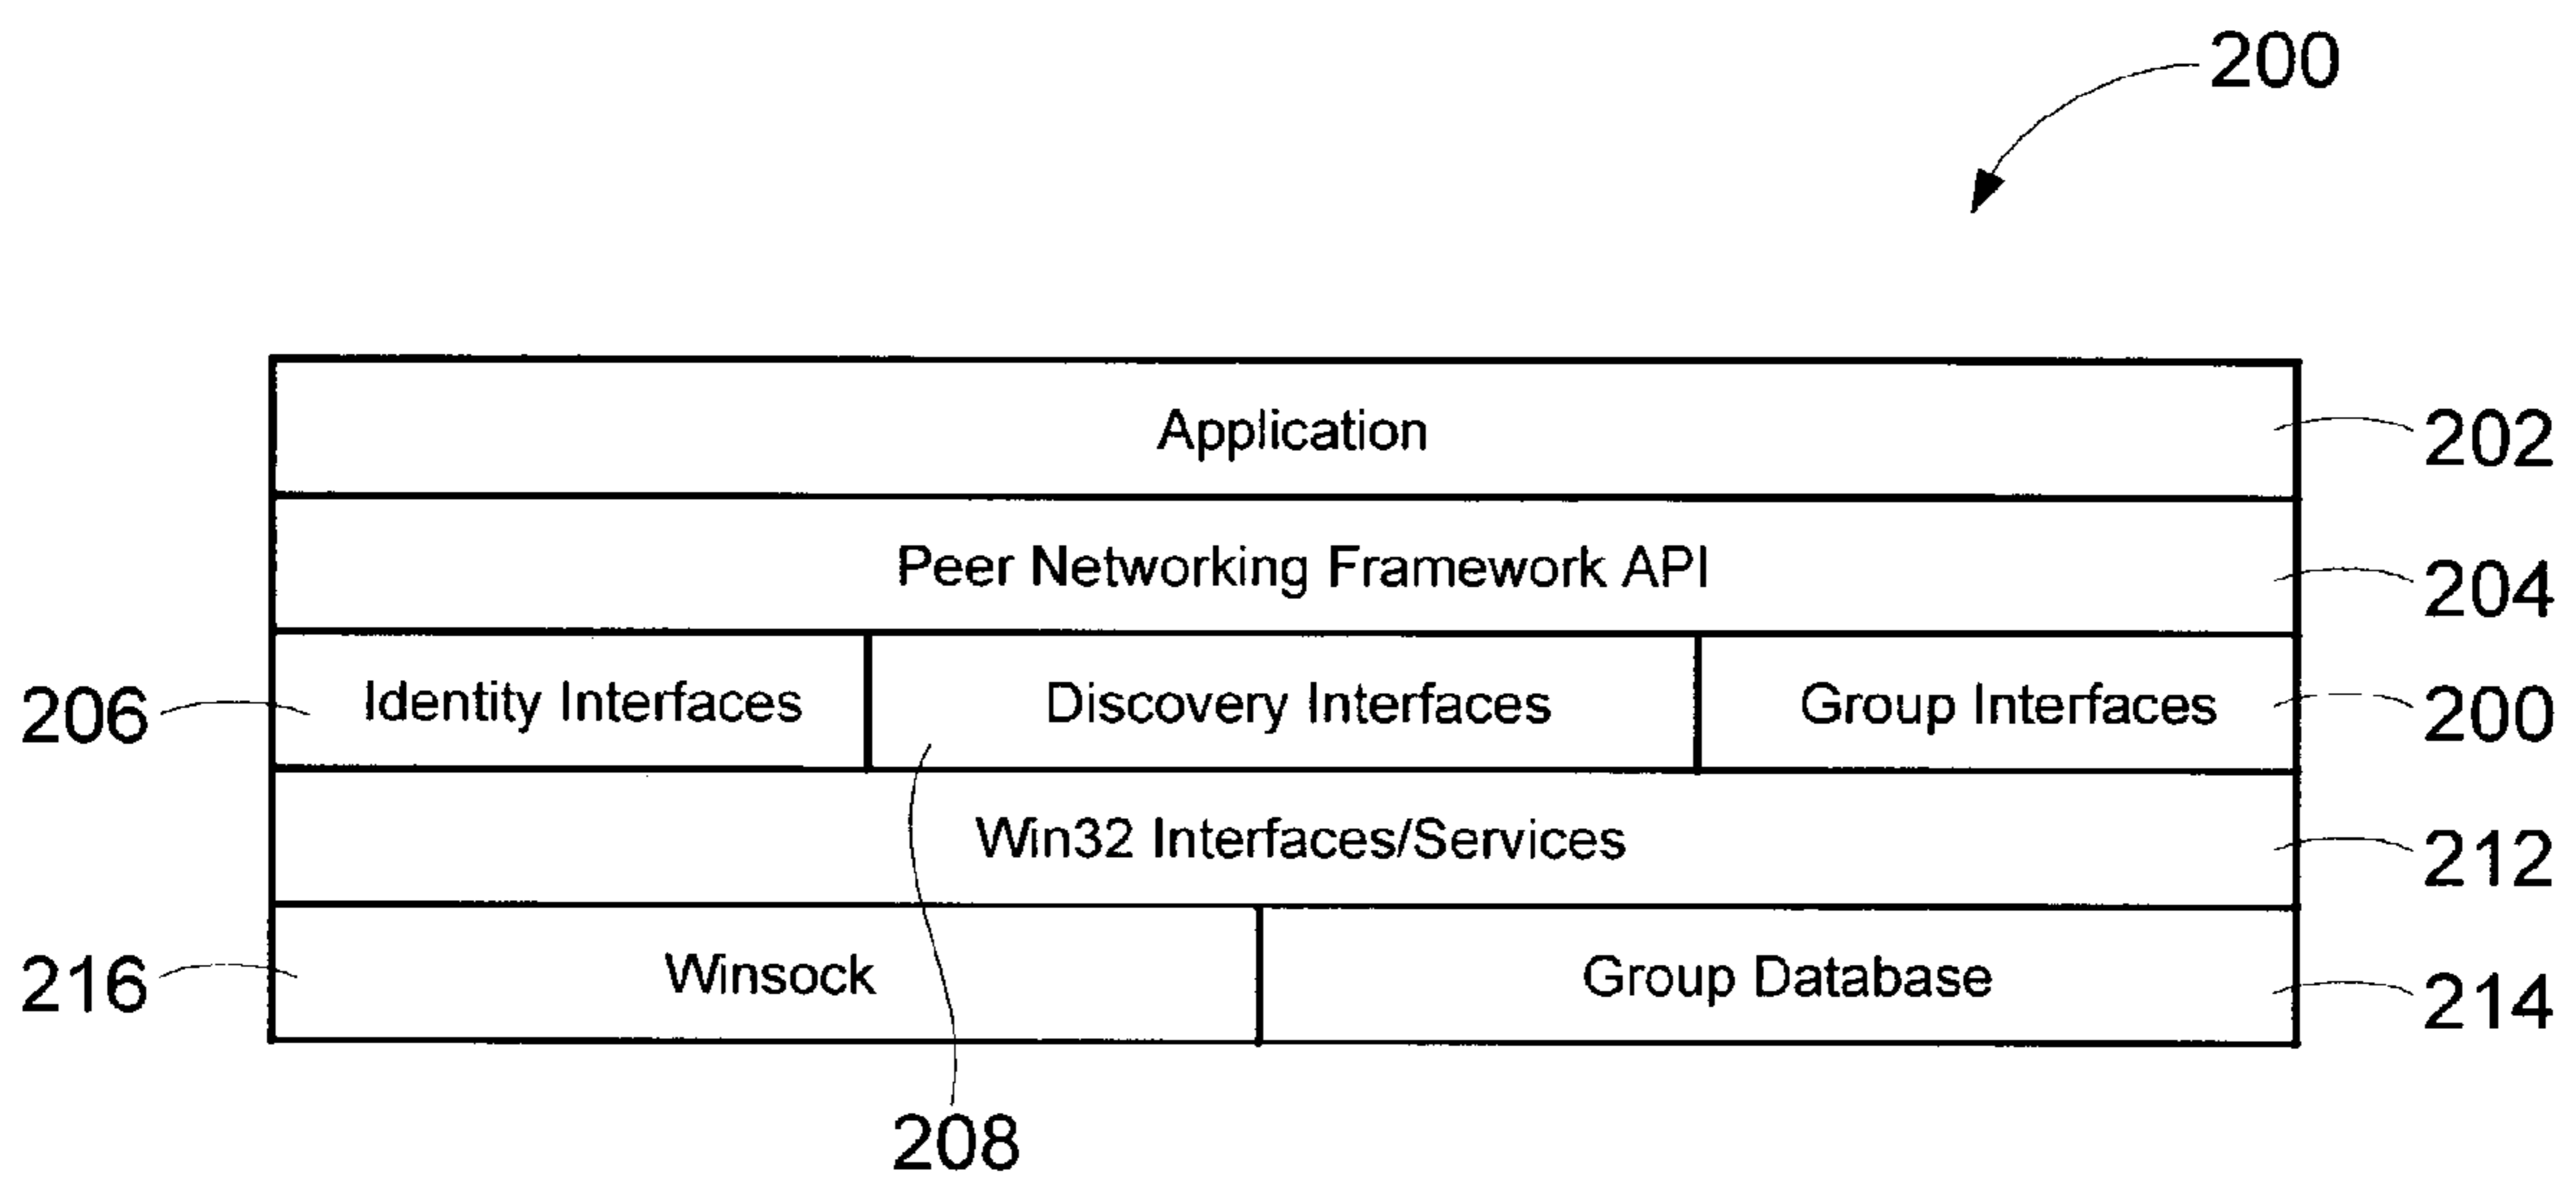 200
Application
202
Peer Networking Framework API
204
206
Identity Interfaces
Discovery Interfaces
Group Interfaces
200
Win32 Interfaces/Services
212
216
Winsock
Group Database
214
208